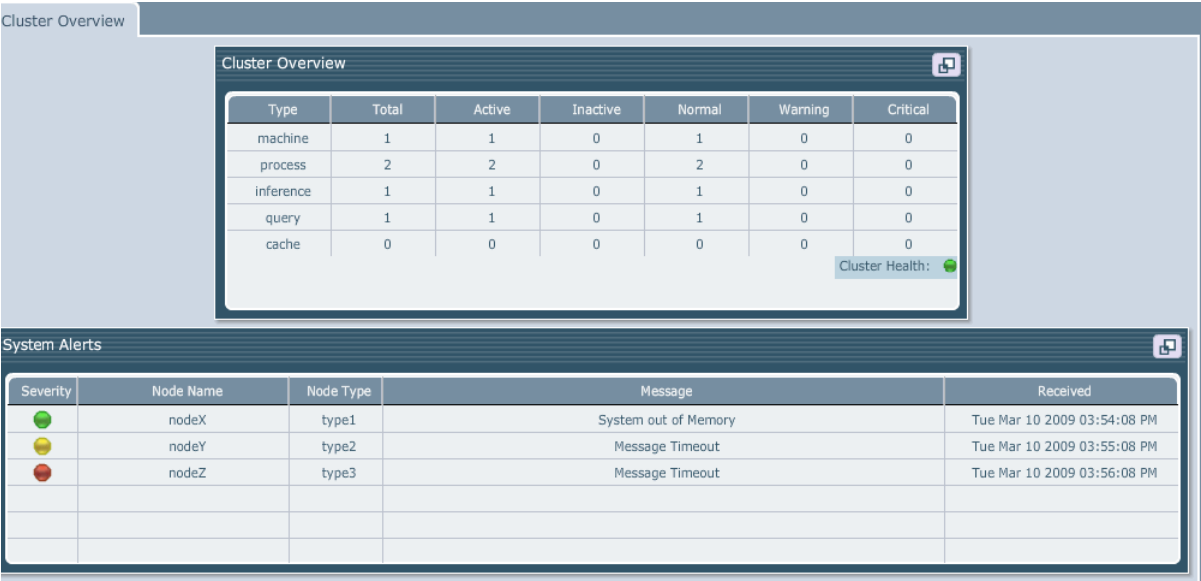 Cluster Overview
Cluster Overview
Type Total Active Inactive Normal Warning Critical
machine 1 1 0 1 0 0
process 2 2 0 2 0 0
inference 1 1 0 1 0 0
query 1 1 0 1 0 0
cache 0 0 0 0 0 0
Cluster Health:
System Alerts
Severity Node Name Node Type Message Received
nodeX type1 System out of Memory Tue Mar 10 2009 03:54:08 PM
nodeY type2 Message Timeout Tue Mar 10 2009 03:55:08 PM
nodeZ type3 Message Timeout Tue Mar 10 2009 03:56:08 PM